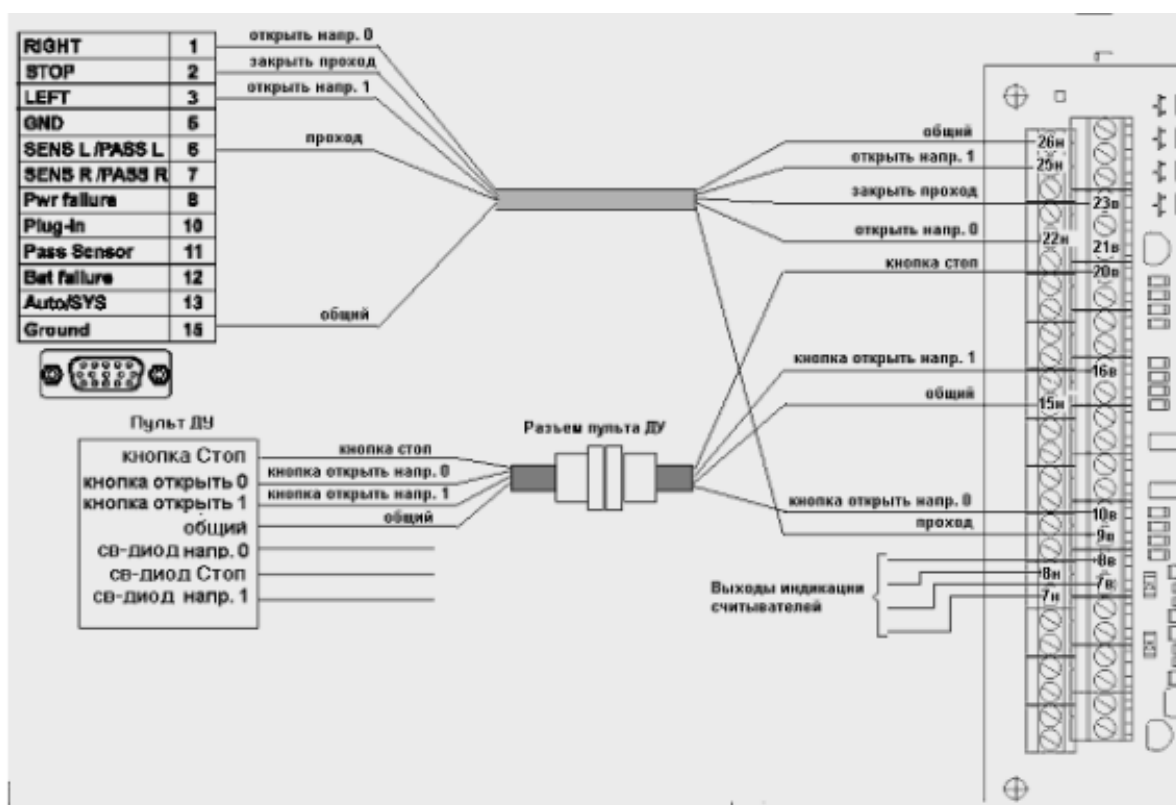 RIGHT 1 открыть напр. 0
STOP 2 закрыть проход
LEFT 3 открыть напр. 1
GND 5
SENS L /PASS L 6 проход
SENS R /PASS R 7
Pwr failure 8
Plug-In 10
Pass Sensor 11
Bat failure 12
Auto/SYS 13
Ground 15 общий
общий 26н
открыть напр. 1 25н
закрыть проход 23в
открыть напр. 0 22н
21в
кнопка стоп 20в
кнопка открыть напр. 1 16в
общий 15н
кнопка открыть напр. 0 10в
проход 9в
8в
8н 7в
7н
Выходы индикации
считывателей
Пульт ДУ
Разъем пульта ДУ
кнопка Стоп кнопка стоп
кнопка открыть 0 кнопка открыть напр. 0
кнопка открыть 1 кнопка открыть напр. 1
общий общий
св-диод напр. 0
св-диод Стоп
св-диод напр. 1